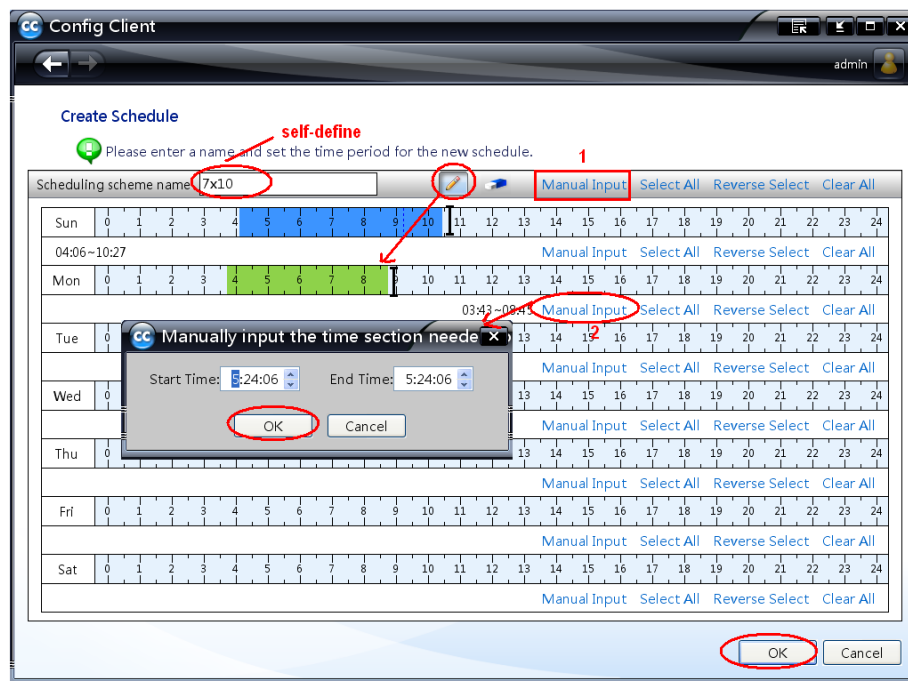 CC Config Client
admin
Create Schedule
self-define
Please enter a name and set the time period for the new schedule.
1
Scheduling scheme name 7x10 Manual Input Select All Reverse Select Clear All
Sun 0 1 2 3 4 5 6 7 8 9 10 11 12 13 14 15 16 17 18 19 20 21 22 23 24
04:06~10:27 Manual Input Select All Reverse Select Clear All
Mon 0 1 2 3 4 5 6 7 8 9 10 11 12 13 14 15 16 17 18 19 20 21 22 23 24
03:43~08:45 Manual Input Select All Reverse Select Clear All
2
CC Manually input the time section neede
Tue 0 13 14 15 16 17 18 19 20 21 22 23 24
Manual Input Select All Reverse Select Clear All
Start Time: 5:24:06 End Time: 5:24:06
Wed 0 13 14 15 16 17 18 19 20 21 22 23 24
OK Cancel
Manual Input Select All Reverse Select Clear All
Thu 0 13 14 15 16 17 18 19 20 21 22 23 24
Manual Input Select All Reverse Select Clear All
Fri 0 1 2 3 4 5 6 7 8 9 10 11 12 13 14 15 16 17 18 19 20 21 22 23 24
Manual Input Select All Reverse Select Clear All
Sat 0 1 2 3 4 5 6 7 8 9 10 11 12 13 14 15 16 17 18 19 20 21 22 23 24
Manual Input Select All Reverse Select Clear All
OK Cancel